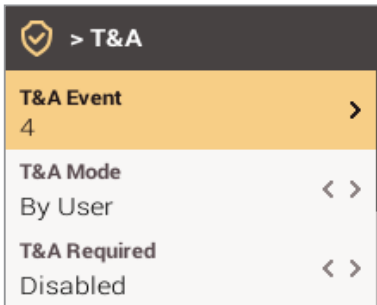 > T&A
T&A Event
4
T&A Mode
By User
T&A Required
Disabled